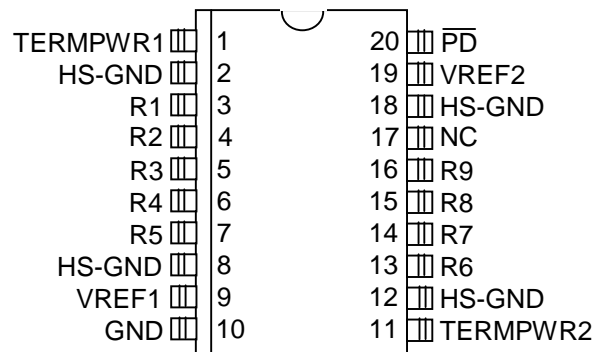 TERMPWR1 1 20 P̅D̅
HS-GND 2 19 VREF2
R1 3 18 HS-GND
R2 4 17 NC
R3 5 16 R9
R4 6 15 R8
R5 7 14 R7
HS-GND 8 13 R6
VREF1 9 12 HS-GND
GND 10 11 TERMPWR2